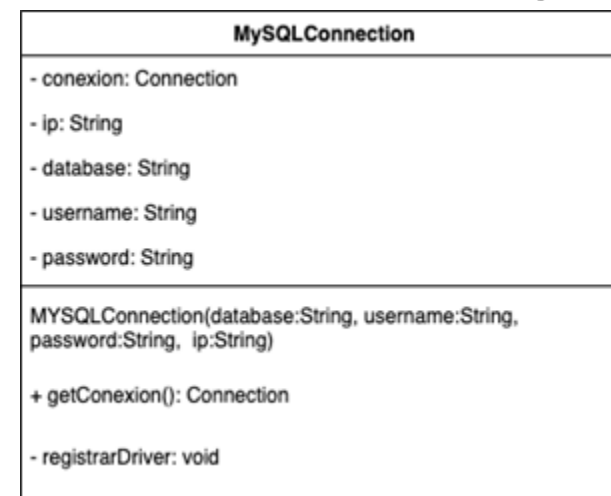 MySQLConnection
- conexion: Connection
- ip: String
- database: String
- username: String
- password: String
MYSQLConnection(database:String, username:String,
password:String, ip:String)
+ getConexion(): Connection
- registrarDriver: void